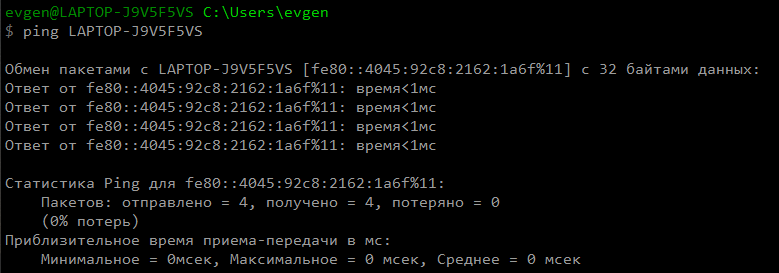 evgen@LAPTOP-J9V5F5VS C:\Users\evgen
$ ping LAPTOP-J9V5F5VS
Обмен пакетами с LAPTOP-J9V5F5VS [fe80::4045:92c8:2162:1a6f%11] с 32 байтами данных:
Ответ от fe80::4045:92c8:2162:1a6f%11: время<1мс
Ответ от fe80::4045:92c8:2162:1a6f%11: время<1мс
Ответ от fe80::4045:92c8:2162:1a6f%11: время<1мс
Ответ от fe80::4045:92c8:2162:1a6f%11: время<1мс
Статистика Ping для fe80::4045:92c8:2162:1a6f%11:
Пакетов: отправлено = 4, получено = 4, потеряно = 0
(0% потерь)
Приблизительное время приема-передачи в мс:
Минимальное = 0мсек, Максимальное = 0 мсек, Среднее = 0 мсек